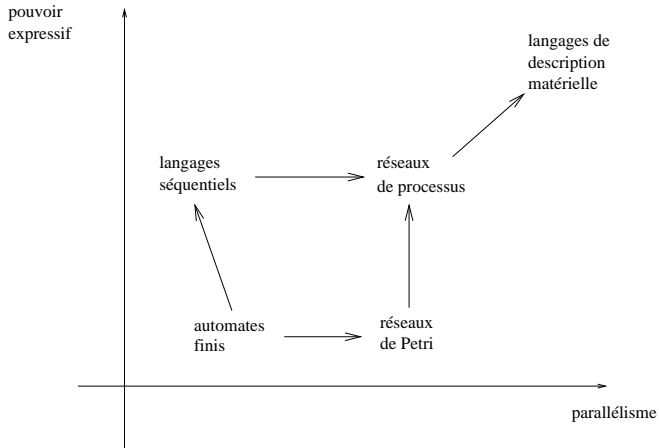 pouvoir
expressif
langages de
description
matérielle
langages
séquentiels
réseaux
de processus
automates
finis
réseaux
de Petri
parallélisme